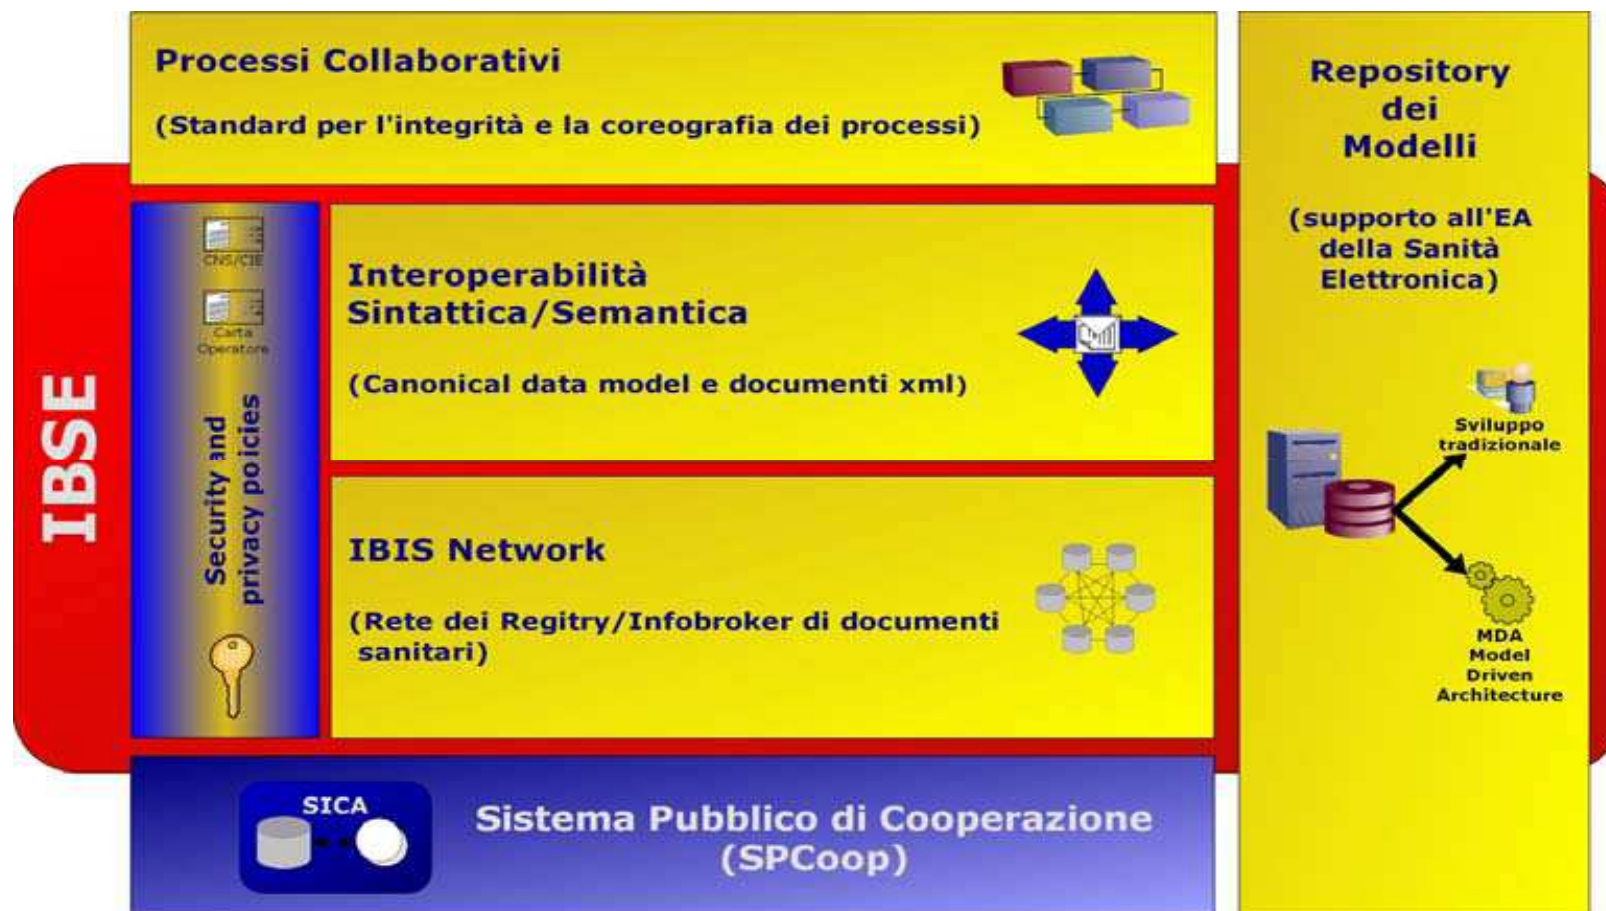 Processi Collaborativi
(Standard per l'integrità e la coreografia dei processi)
IBSE
CNS/CIE
Carta
Operatore
Security and
privacy policies
Interoperabilità
Sintattica/Semantica
(Canonical data model e documenti xml)
IBIS Network
(Rete dei Regitry/Infobroker di documenti
sanitari)
SICA
Sistema Pubblico di Cooperazione
(SPCoop)
Repository
dei
Modelli
(supporto all'EA
della Sanità
Elettronica)
Sviluppo
tradizionale
MDA
Model
Driven
Architecture